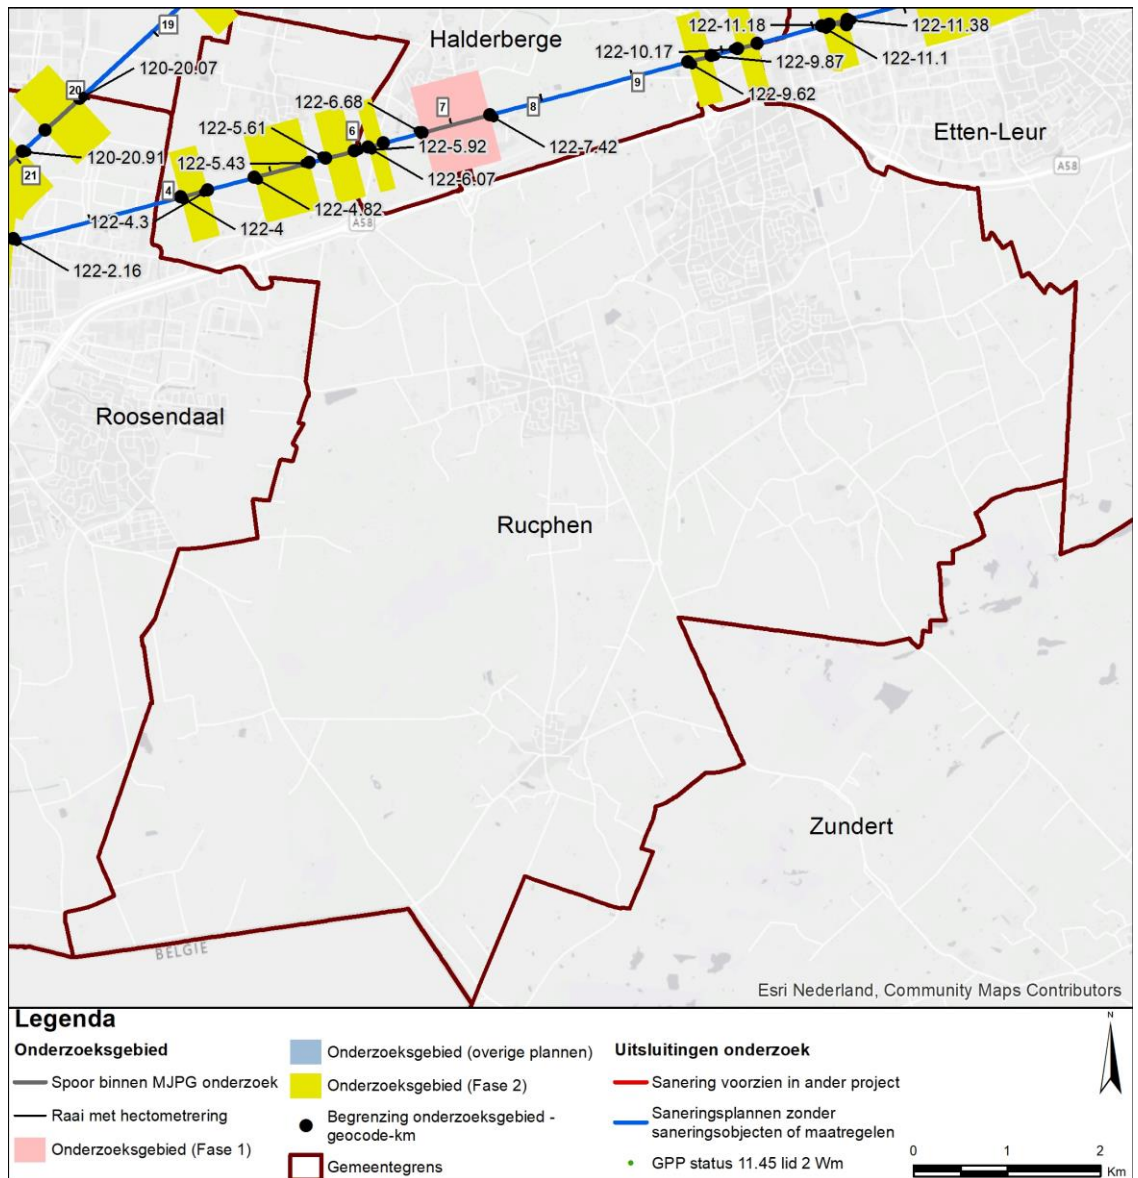 19
Halderberge
122-11.18
122-11.38
122-10.17
122-9.87
122-11.1
20
120-20.07
7
8
9
122-9.62
122-6.68
6
Etten-Leur
122-5.61
122-5.92
122-7.42
120-20.91
122-5.43
122-6.07
A58
21
4
122-4.82
122-4.3
122-4
A58
122-2.16
Roosendaal
Rucphen
Zundert
BELGIE
Esri Nederland, Community Maps Contributors
Legenda
Onderzoeksgebied
Spoor binnen MJPG onderzoek
Raai met hectometrering
Onderzoeksgebied (Fase 1)
Onderzoeksgebied (overige plannen)
Onderzoeksgebied (Fase 2)
Begrenzing onderzoeksgebied -
geocode-km
Gemeentegrens
Uitsluitingen onderzoek
Sanering voorzien in ander project
Saneringsplannen zonder
saneringsobjecten of maatregelen
GPP status 11.45 lid 2 Wm
N
0 1 2
Km